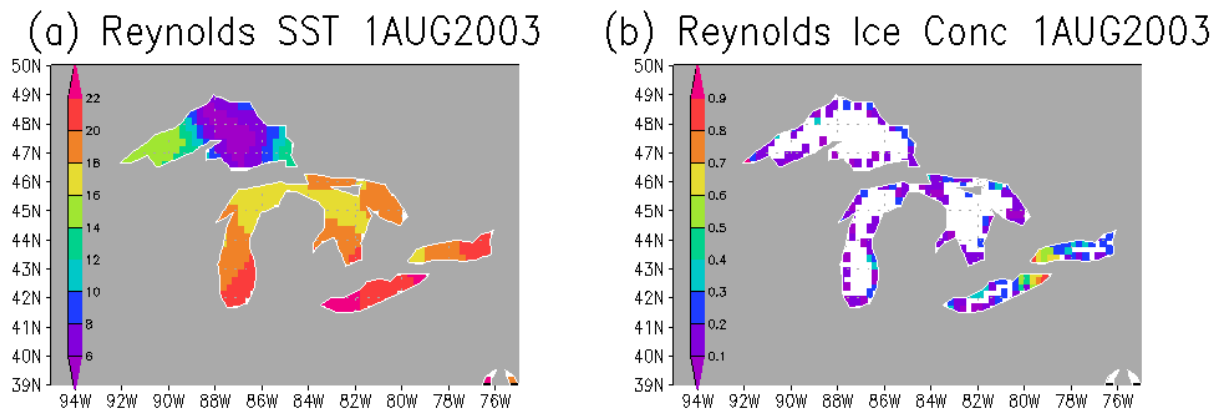 (a) Reynolds SST 1AUG2003
50N
49N
48N
47N
46N
45N
44N
43N
42N
41N
40N
39N
22
20
18
16
14
12
10
8
6
94W 92W 90W 88W 86W 84W 82W 80W 78W 76W
(b) Reynolds Ice Conc 1AUG2003
50N
49N
48N
47N
46N
45N
44N
43N
42N
41N
40N
39N
0.9
0.8
0.7
0.6
0.5
0.4
0.3
0.2
0.1
94W 92W 90W 88W 86W 84W 82W 80W 78W 76W